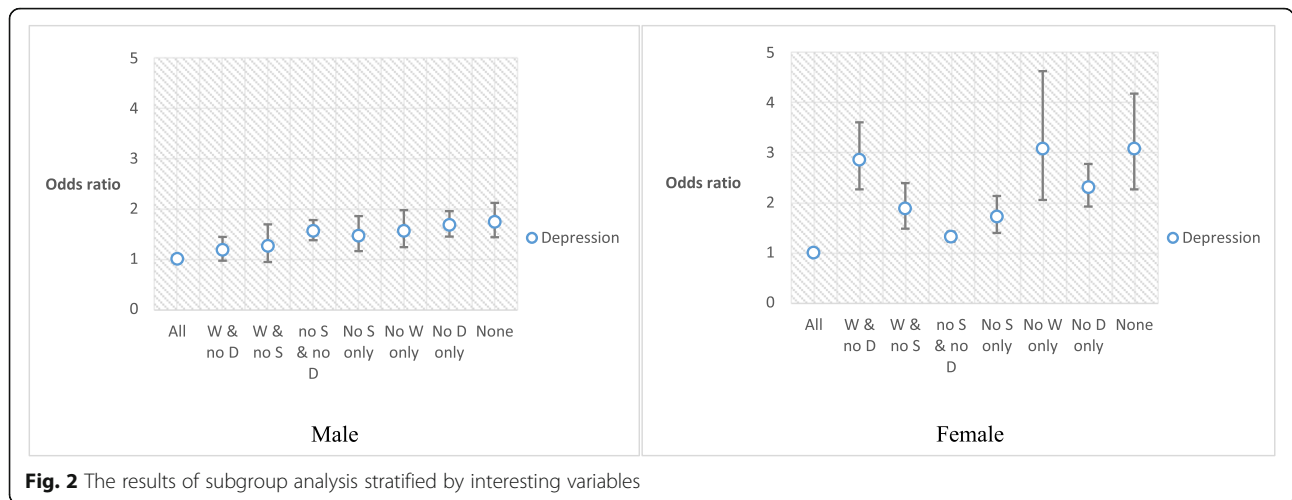 5
4
3
2
1
0
Odds ratio
All
W &
no D
W &
no S
no S
& no
D
No S
only
No W
only
No D
only
None
Depression
Male
5
4
3
2
1
0
Odds ratio
All
W &
no D
W &
no S
no S
& no
D
No S
only
No W
only
No D
only
None
Depression
Female
Fig. 2 The results of subgroup analysis stratified by interesting variables